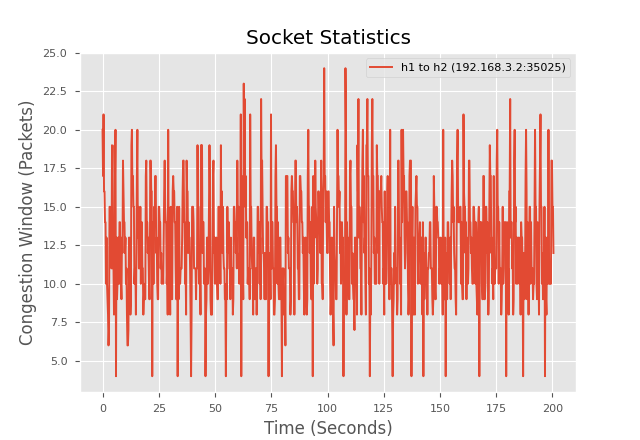 Socket Statistics
h1 to h2 (192.168.3.2:35025)
Congestion Window (Packets)
25.0
22.5
20.0
17.5
15.0
12.5
10.0
7.5
5.0
0 25 50 75 100 125 150 175 200
Time (Seconds)